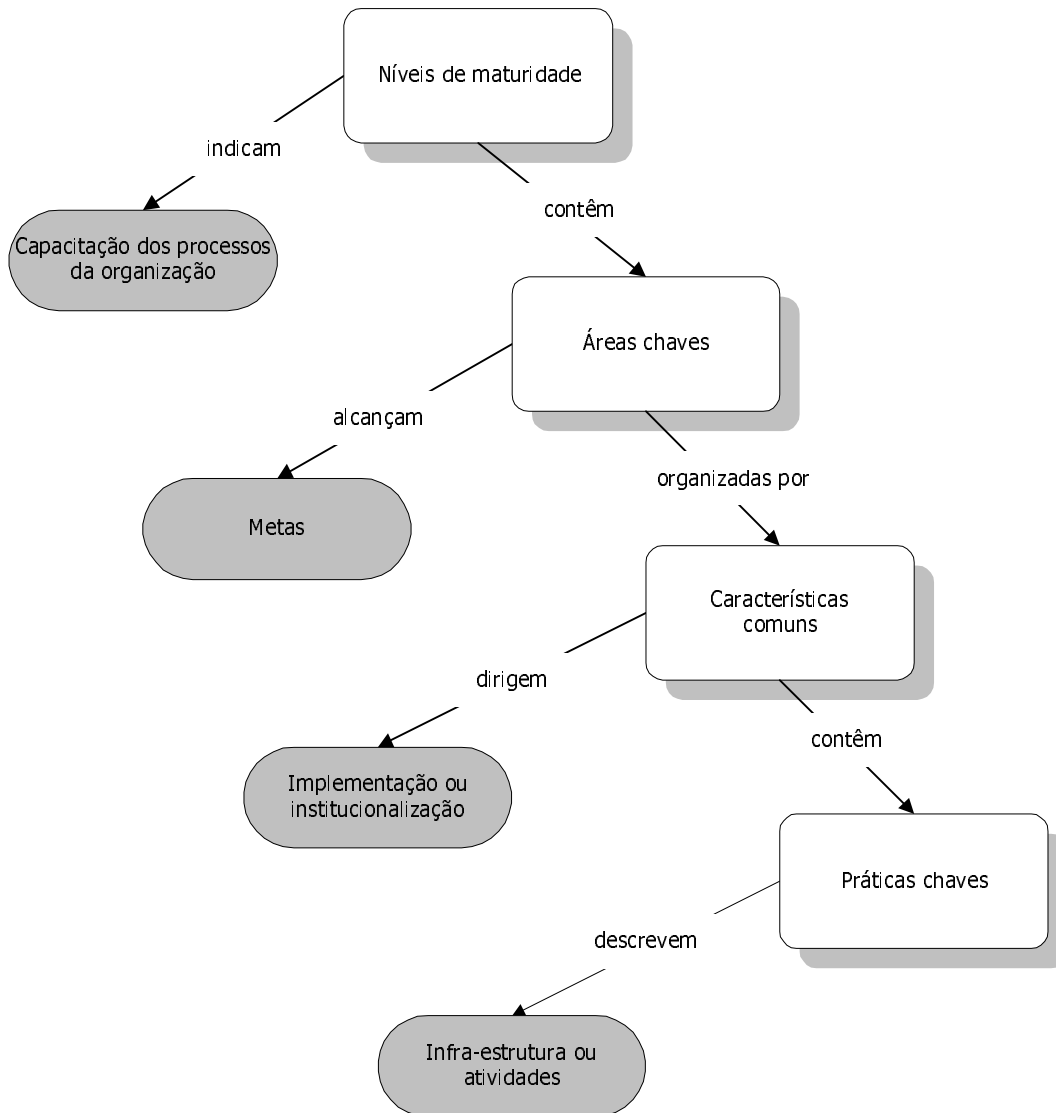 Níveis de maturidade
indicam
contêm
Capacitação dos processos
da organização
Áreas chaves
alcançam
organizadas por
Metas
Características
comuns
dirigem
contêm
Implementação ou
institucionalização
Práticas chaves
descrevem
Infra-estrutura ou
atividades